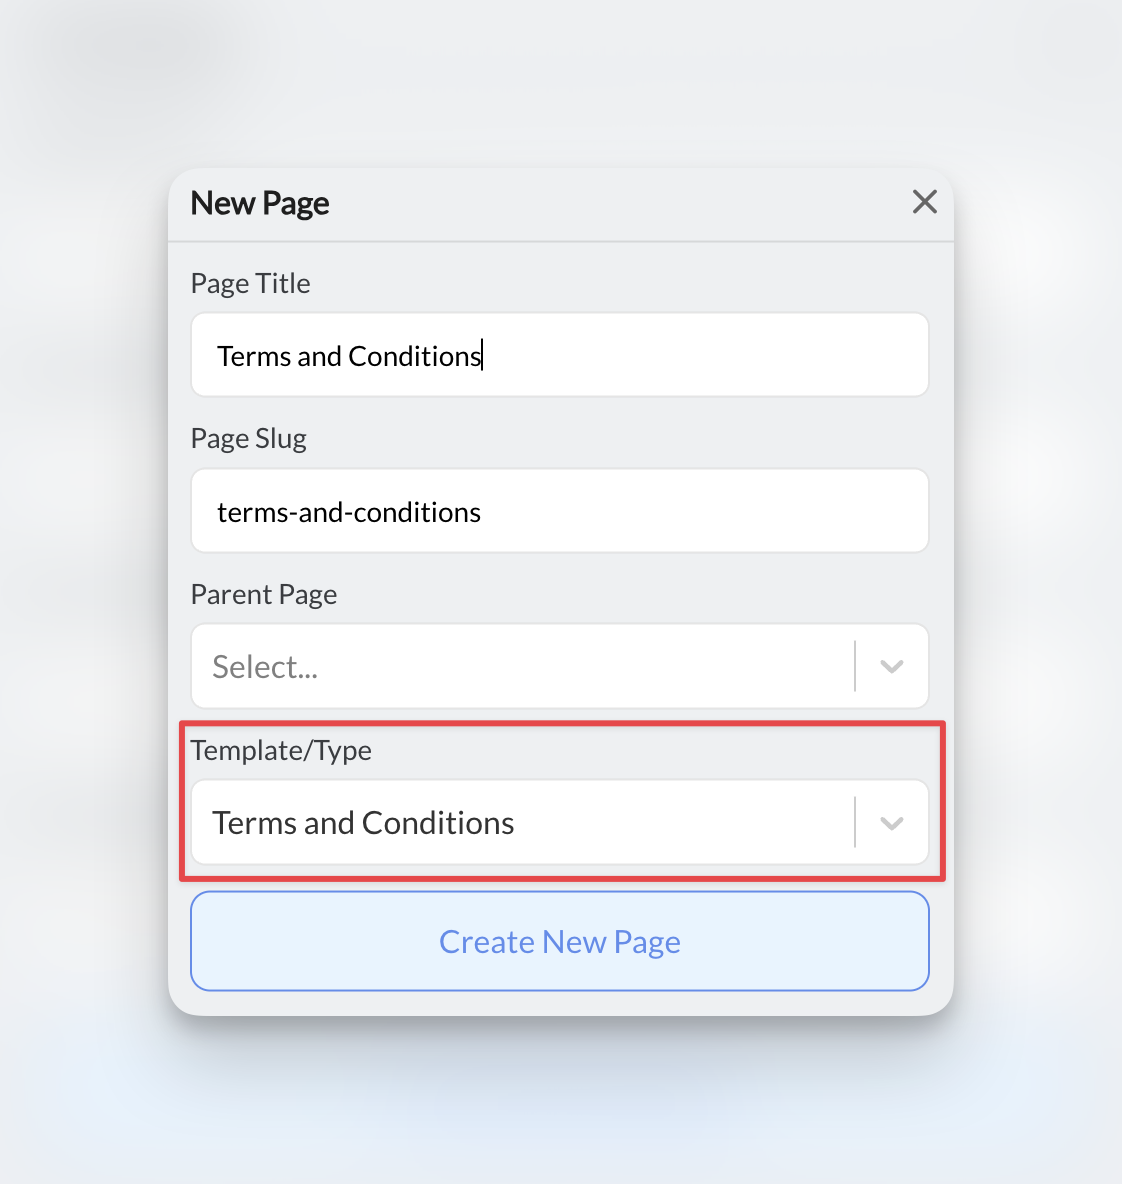 New Page
Page Title
Terms and Conditions
Page Slug
terms-and-conditions
Parent Page
Select...
Template/Type
Terms and Conditions
Create New Page